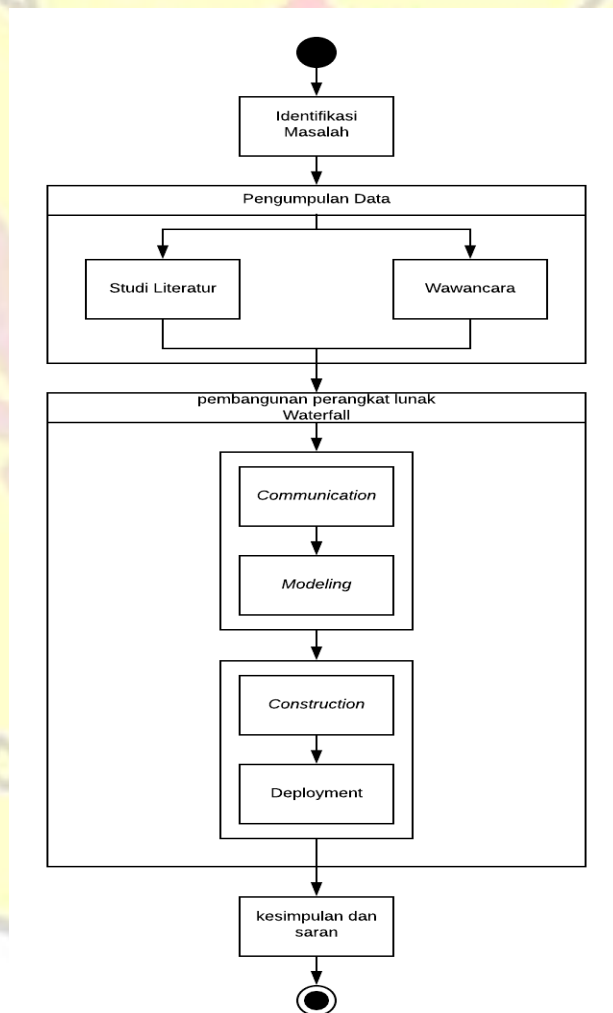 Identifikasi
Masalah
Pengumpulan Data
Studi Literatur
Wawancara
pembangunan perangkat lunak
Waterfall
Communication
Modeling
Construction
Deployment
kesimpulan dan
saran